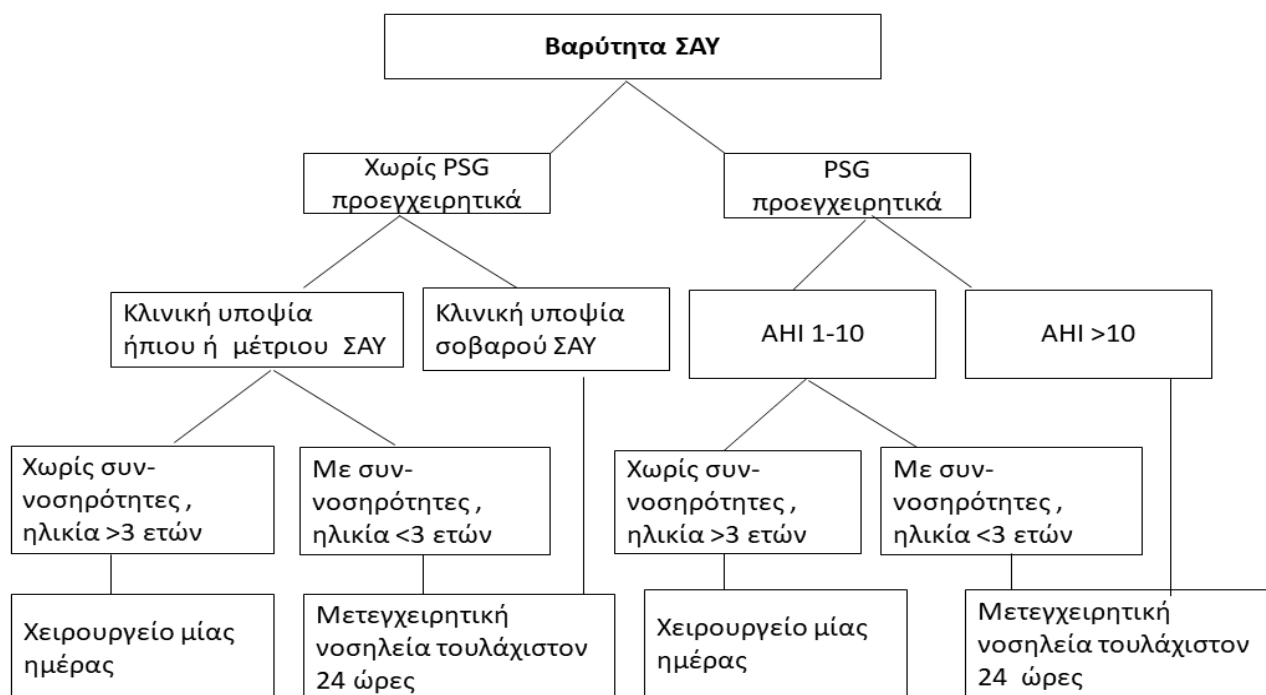 Βαρύτητα ΣΑΥ
Χωρίς PSG
προεγχειρητικά
PSG
προεγχειρητικά
Κλινική υποψία
ήπιου ή μέτριου ΣΑΥ
Κλινική υποψία
σοβαρού ΣΑΥ
AHI 1-10
AHI >10
Χωρίς συν-
νοσηρότητες ,
ηλικία >3 ετών
Με συν-
νοσηρότητες ,
ηλικία <3 ετών
Χωρίς συν-
νοσηρότητες ,
ηλικία >3 ετών
Με συν-
νοσηρότητες ,
ηλικία <3 ετών
Χειρουργείο μίας
ημέρας
Μετεγχειρητική
νοσηλεία τουλάχιστον
24 ώρες
Χειρουργείο μίας
ημέρας
Μετεγχειρητική
νοσηλεία τουλάχιστον
24 ώρες